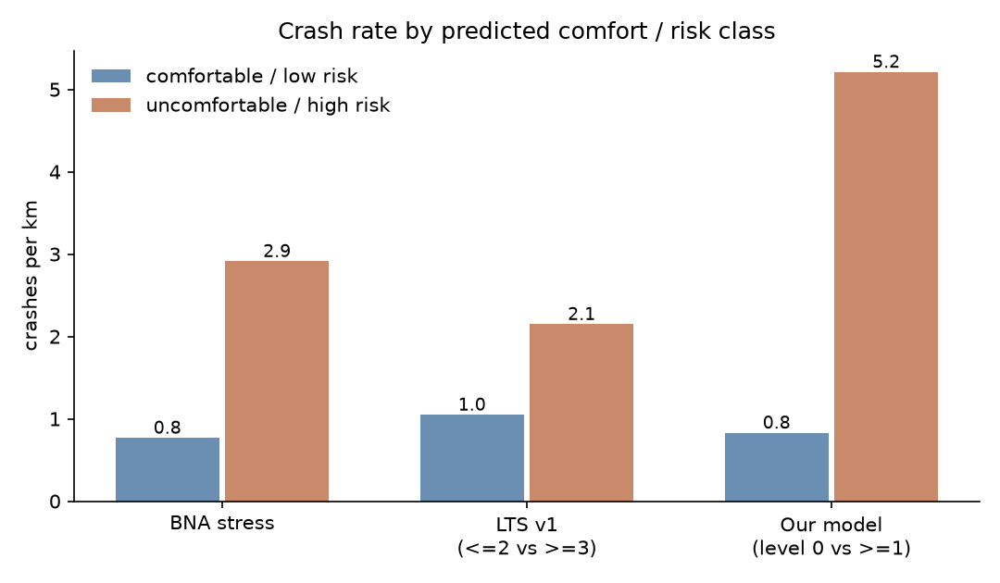 Crash rate by predicted comfort / risk class
comfortable / low risk
uncomfortable / high risk
crashes per km
5
4
3
2
1
0
0.8
2.9
1.0
2.1
0.8
5.2
BNA stress
LTS v1
(<=2 vs >=3)
Our model
(level 0 vs >=1)